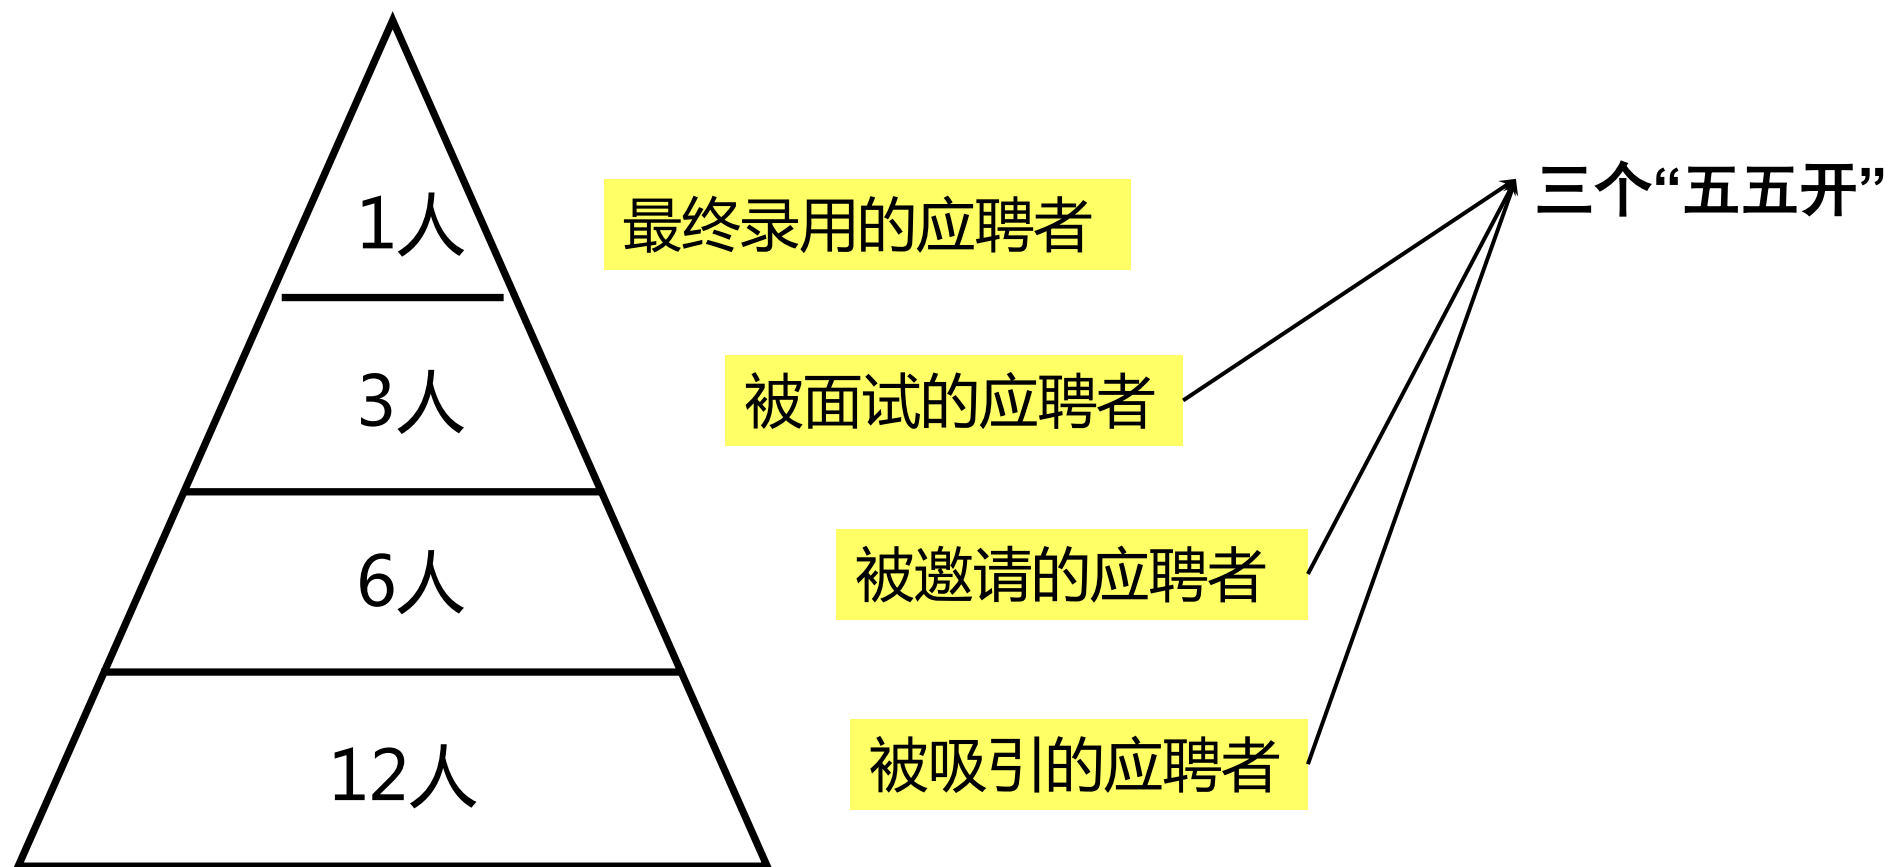 三个“五五开”
1人
最终录用的应聘者
3人
被面试的应聘者
6人
被邀请的应聘者
12人
被吸引的应聘者